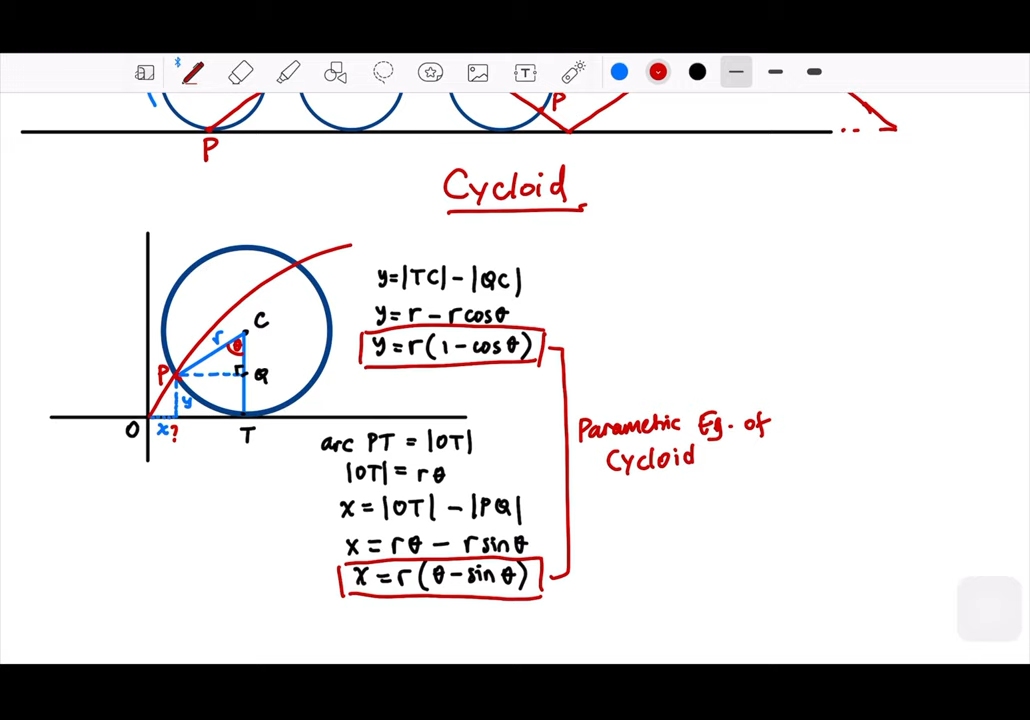 P
P
Cycloid
y=|TC|-|QC|
y=r-rcosθ
y=r(1-cosθ)
C
r
θ
P
Q
y
O
x?
T
Parametric Eq. of
Cycloid
arc PT=|OT|
|OT|=rθ
x=|OT|-|PQ|
x=rθ-rsinθ
x=r(θ-sinθ)